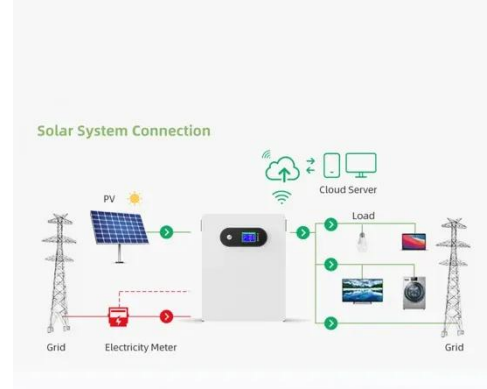 Solar System Connection
Cloud Server
PV
Load
Grid
Electricity Meter
Grid